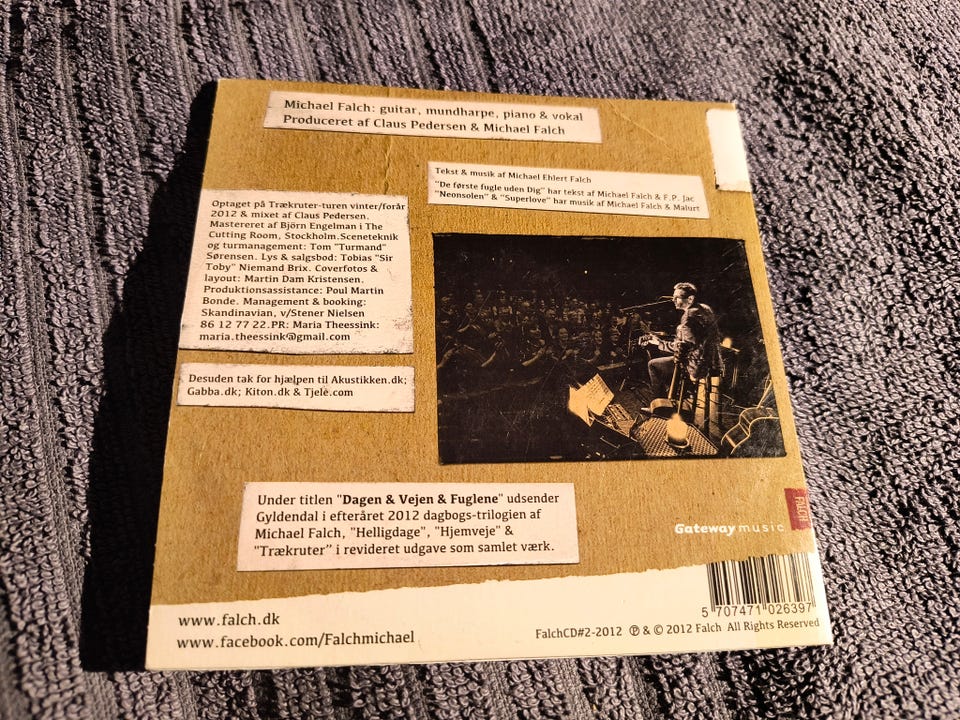 Michael Falch: guitar, mundharpe, piano & vokal
Produceret af Claus Pedersen & Michael Falch
Tekst & musik af Michael Ehlert Falch
"De første fugle uden Dig" har tekst af Michael Falch & F.P. Jac
"Neonsolen" & "Superlove" har musik af Michael Falch & Malurt
Optaget på Trækruter-turen vinter/forår
2012 & mixet af Claus Pedersen.
Mastereret af Björn Engelman i The
Cutting Room, Stockholm.Sceneteknik
og turmanagement: Tom "Turmand"
Sørensen. Lys & salgsbod: Tobias "Sir
Toby" Niemand Brix. Coverfotos &
layout: Martin Dam Kristensen.
Produktionsassistance: Poul Martin
Bonde. Management & booking:
Skandinavian, v/Stener Nielsen
86 12 77 22.PR: Maria Theessink:
maria.theessink@gmail.com
Desuden tak for hjælpen til Akustikken.dk;
Gabba.dk; Kiton.dk & Tjele.com
Under titlen "Dagen & Vejen & Fuglene" udsender
Gyldendal i efteråret 2012 dagbogs-trilogien af
Michael Falch, "Helligdage", "Hjemveje" &
"Trækruter" i revideret udgave som samlet værk.
Gateway music
FALCH
www.falch.dk
www.facebook.com/Falchmichael
5 707471 026397
FalchCD#2-2012 ℗ & © 2012 Falch All Rights Reserved